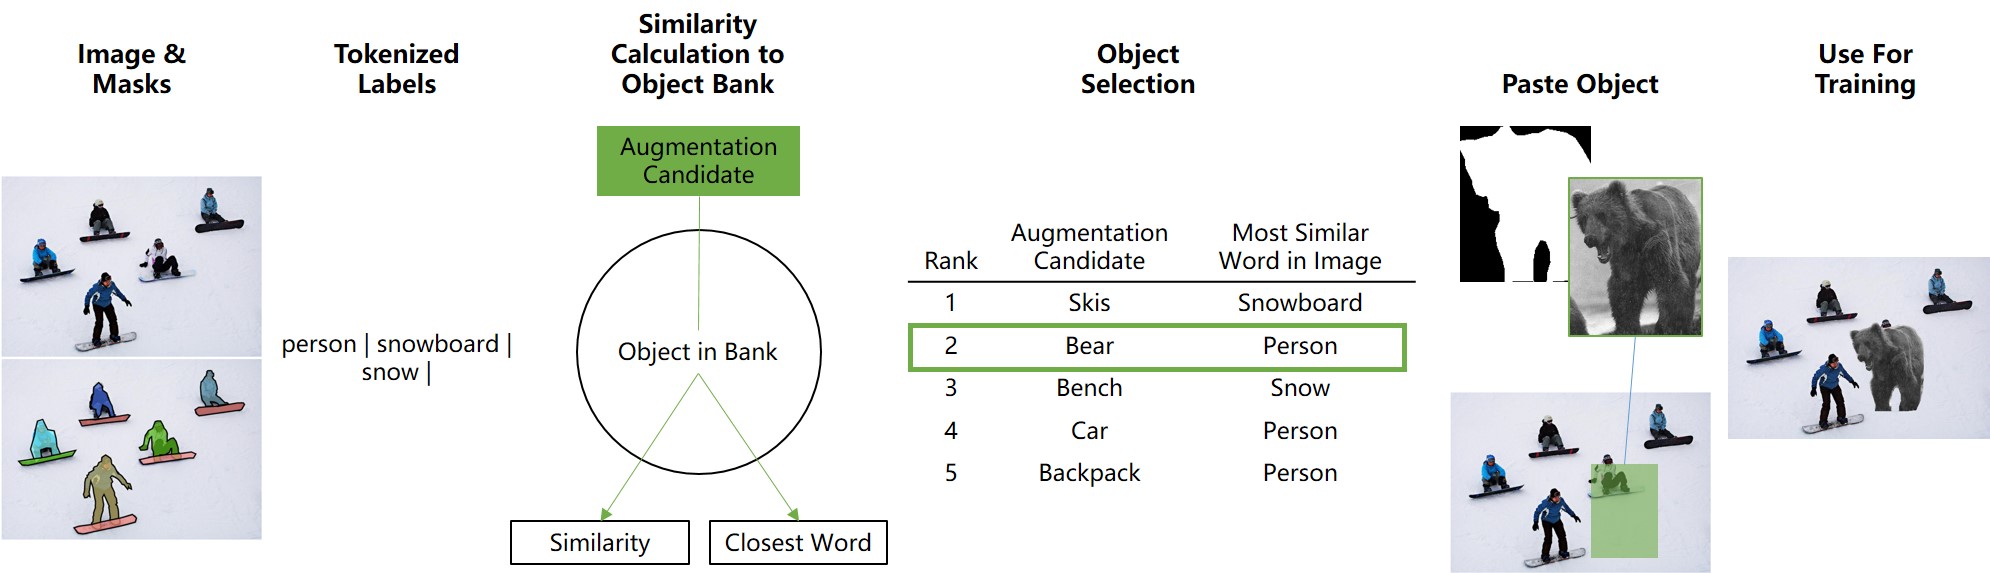 Image &
Masks
Tokenized
Labels
Similarity
Calculation to
Object Bank
Object
Selection
Paste Object
Use For
Training
person | snowboard |
snow |
Augmentation
Candidate
Object in Bank
Similarity
Closest Word
Rank Augmentation Candidate Most Similar Word in Image
1 Skis Snowboard
2 Bear Person
3 Bench Snow
4 Car Person
5 Backpack Person